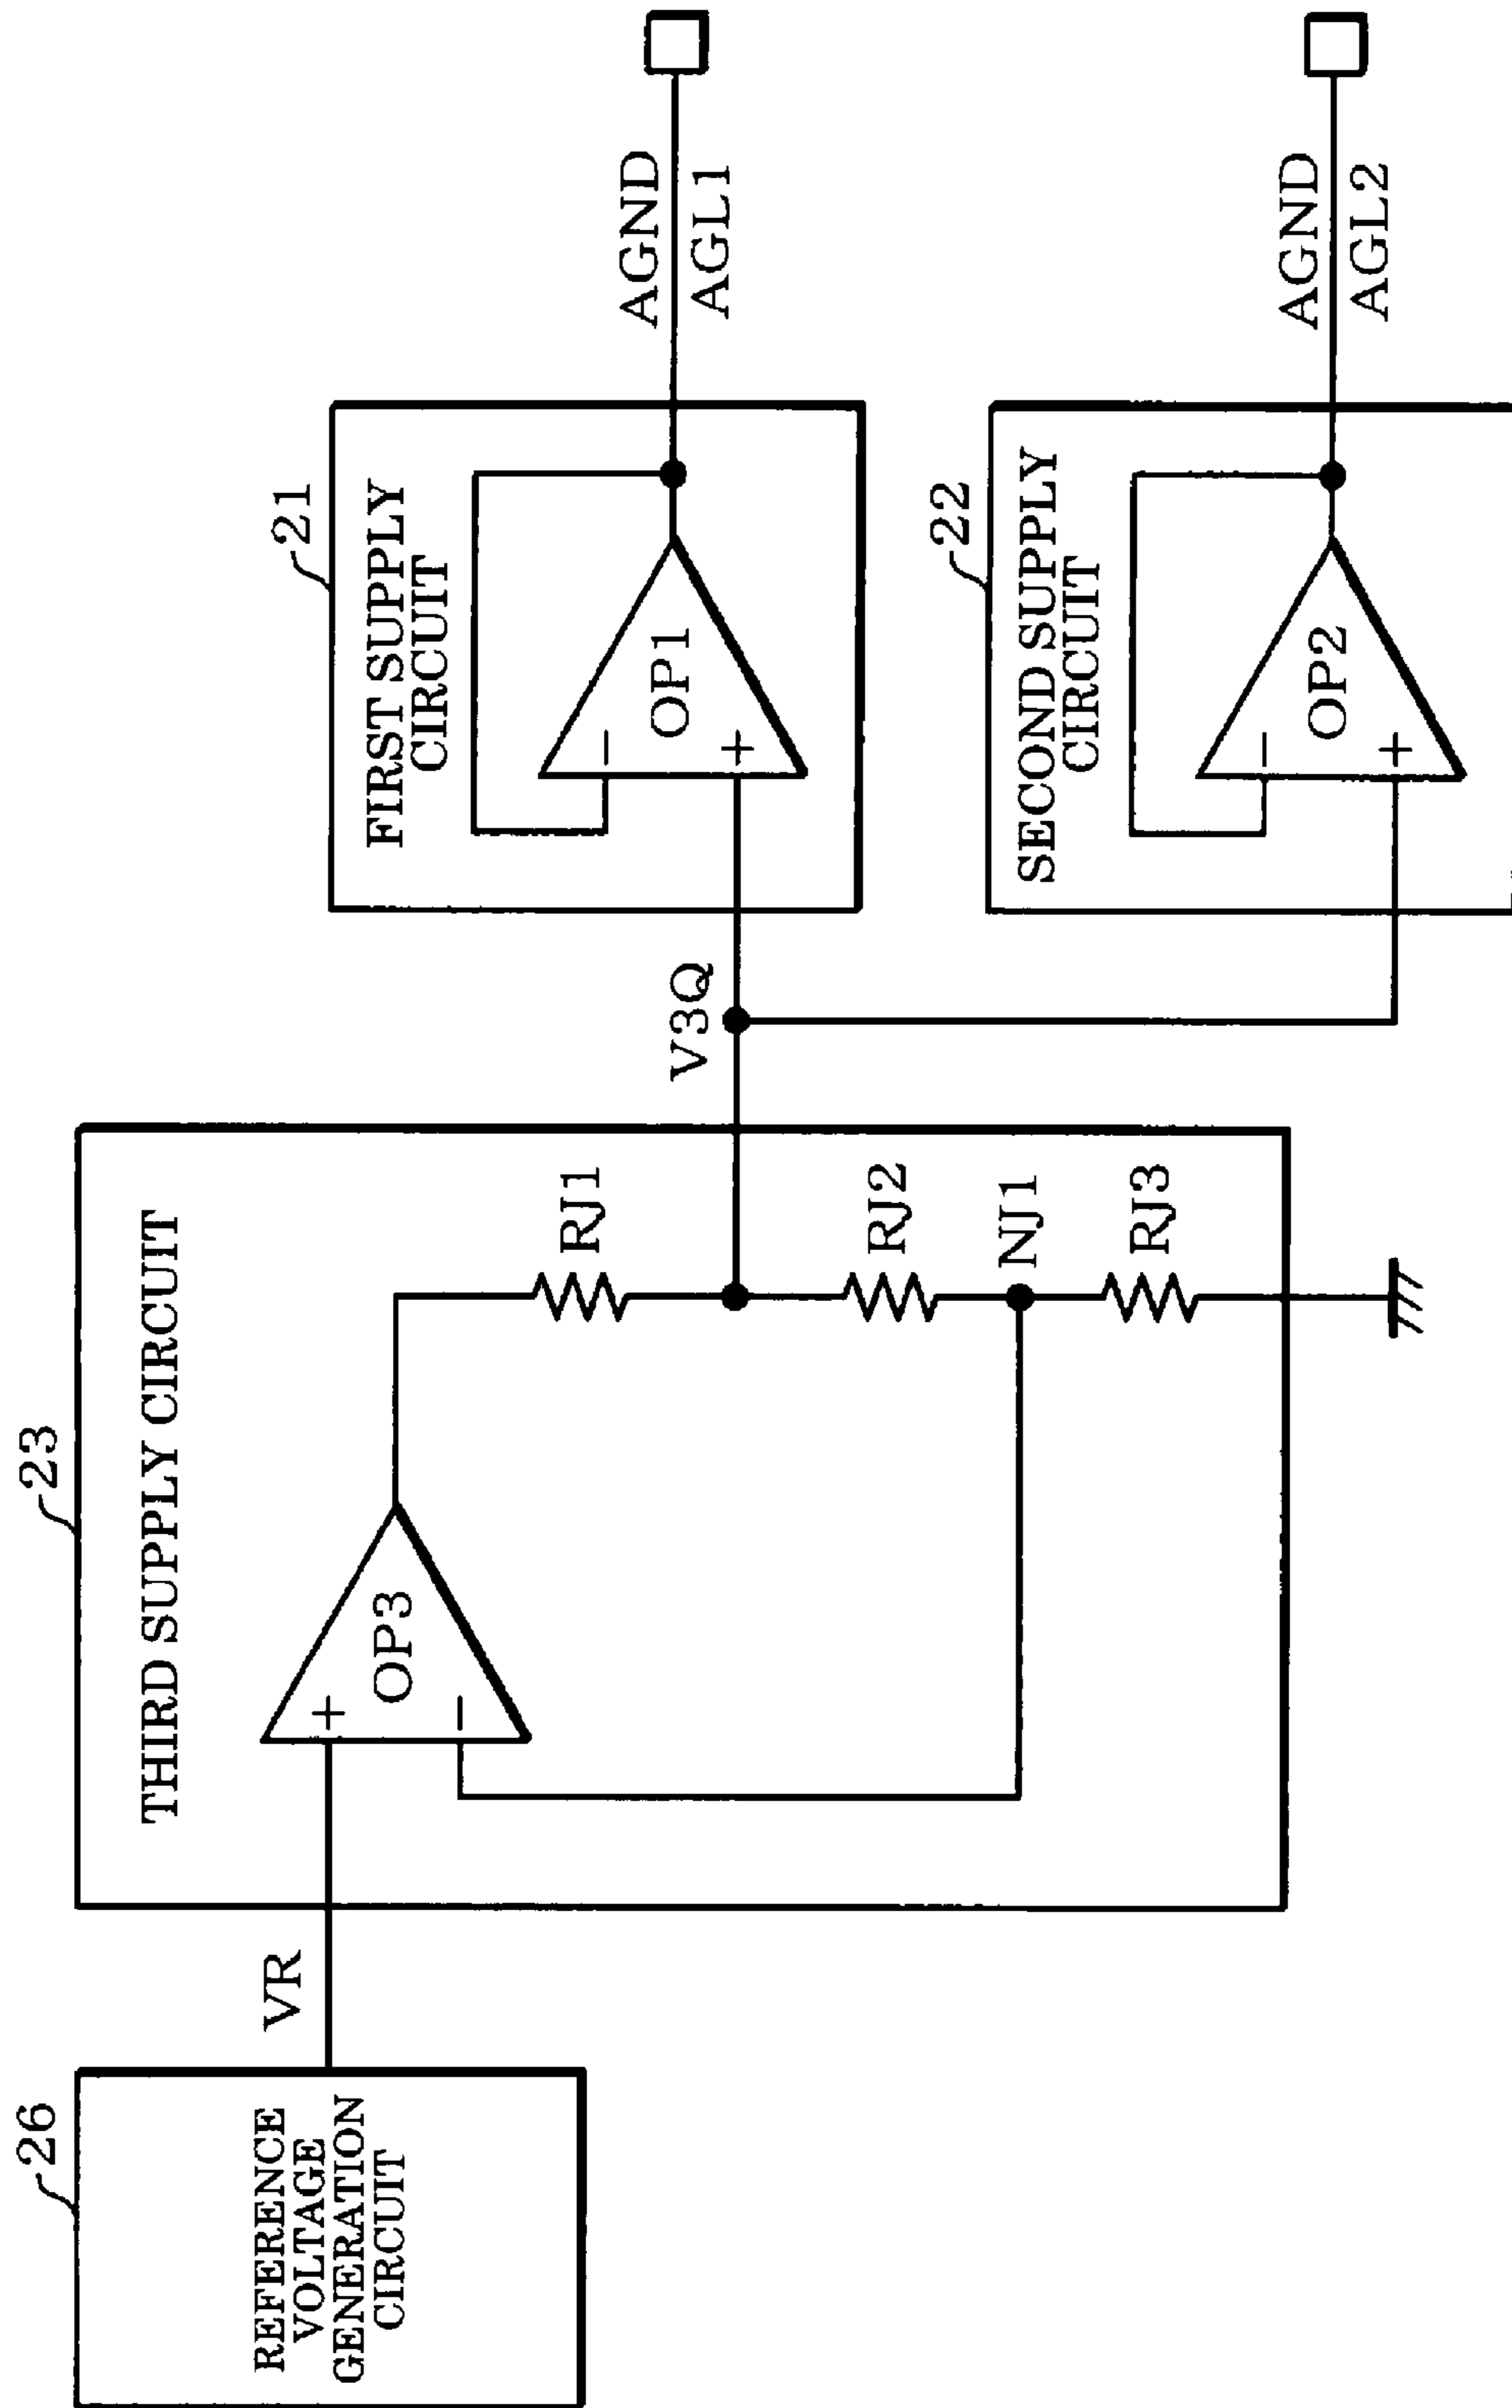 26
REFERENCE
VOLTAGE
GENERATION
CIRCUIT
VR
23
THIRD SUPPLY CIRCUIT
+
OP3
−
RJ1
RJ2
NJ1
RJ3
V3Q
21
FIRST SUPPLY
CIRCUIT
−
OP1
+
AGND
AGL1
22
SECOND SUPPLY
CIRCUIT
−
OP2
+
AGND
AGL2